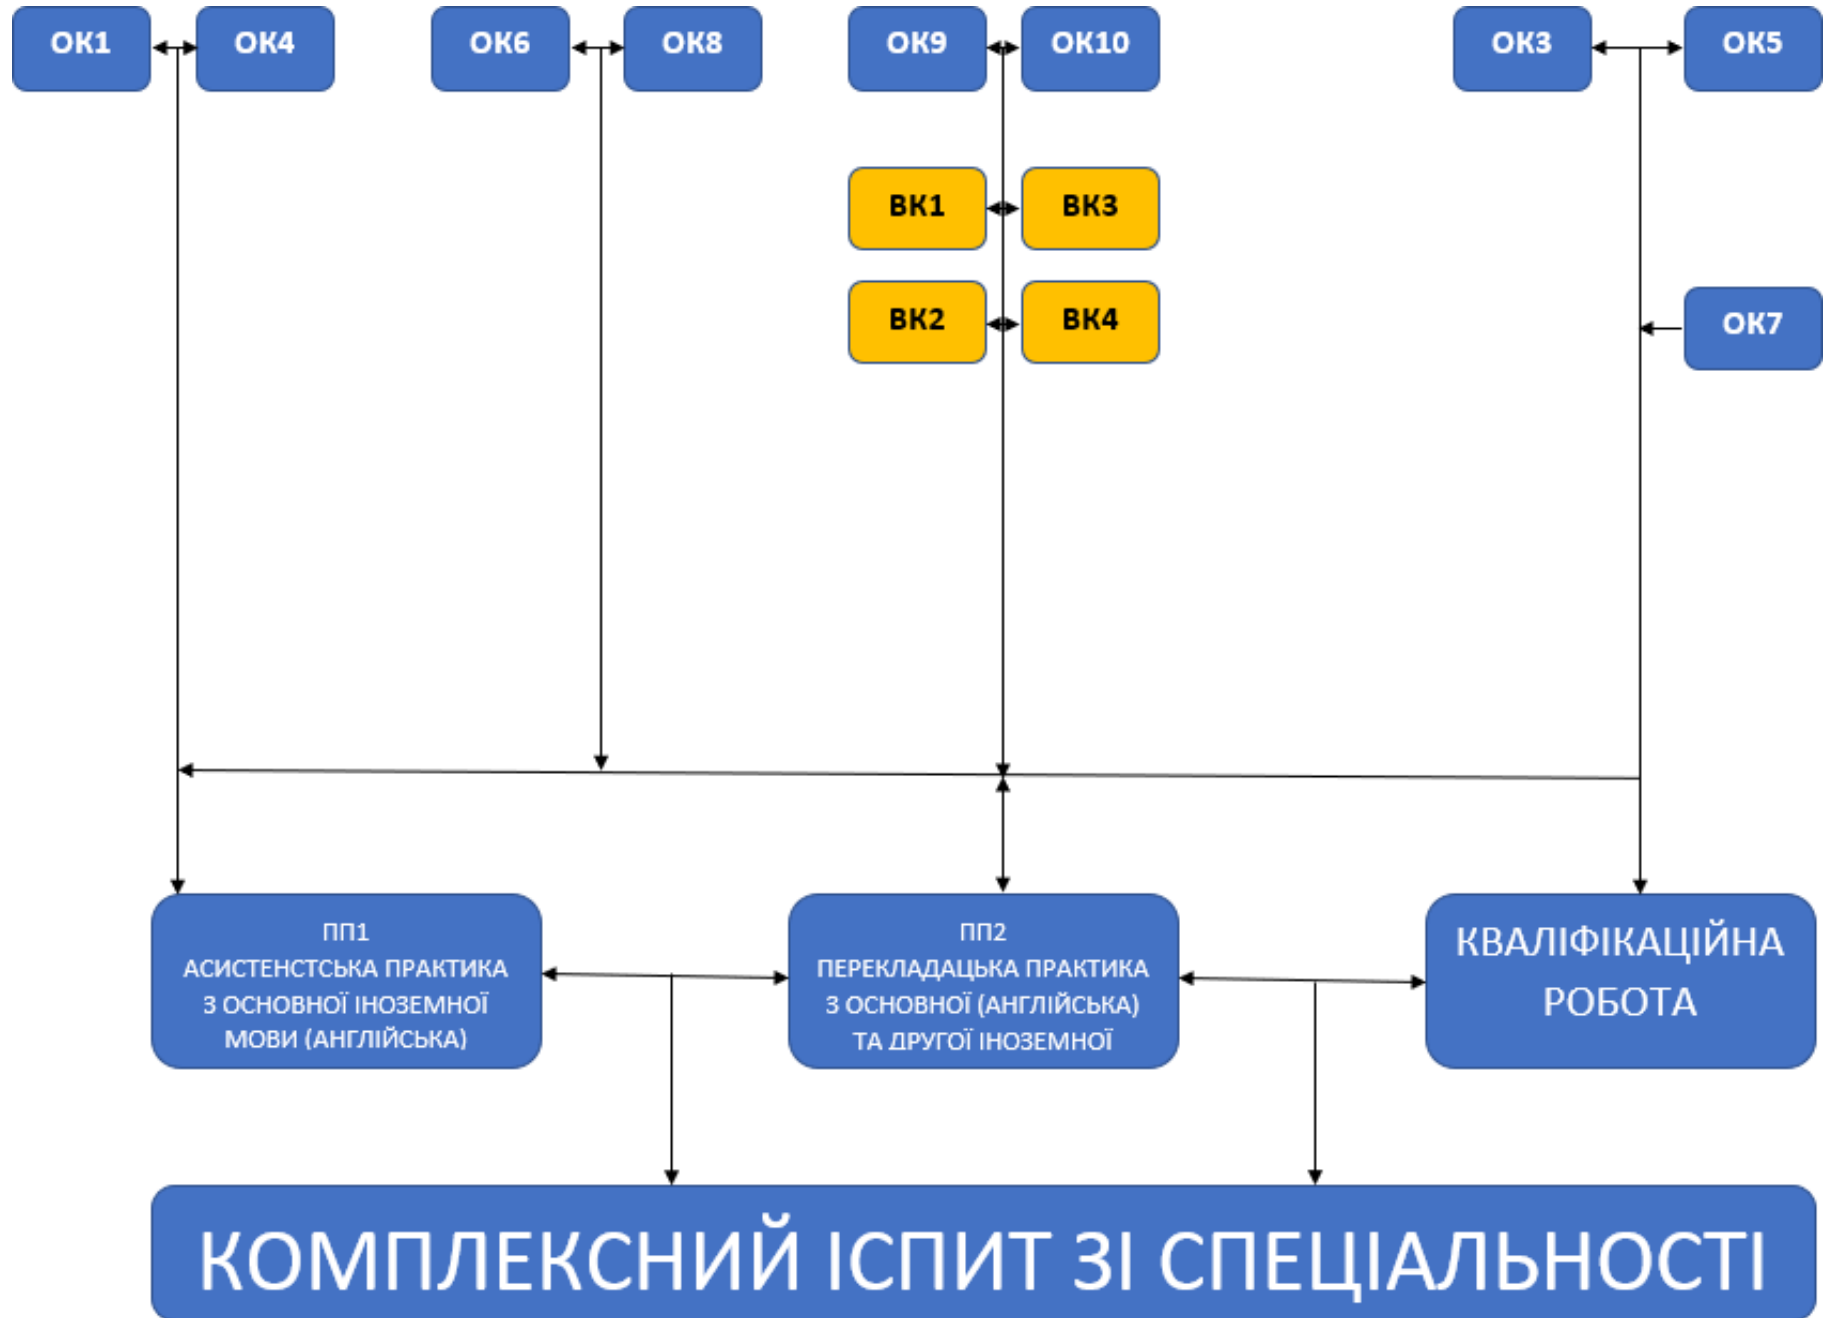 ОК1
ОК4
ОК6
ОК8
ОК9
ОК10
ОК3
ОК5
ВК1
ВК3
ВК2
ВК4
ОК7
ПП1
АСИСТЕНСТСЬКА ПРАКТИКА
З ОСНОВНОЇ ІНОЗЕМНОЇ
МОВИ (АНГЛІЙСЬКА)
ПП2
ПЕРЕКЛАДАЦЬКА ПРАКТИКА
З ОСНОВНОЇ (АНГЛІЙСЬКА)
ТА ДРУГОЇ ІНОЗЕМНОЇ
КВАЛІФІКАЦІЙНА
РОБОТА
КОМПЛЕКСНИЙ ІСПИТ ЗІ СПЕЦІАЛЬНОСТІ